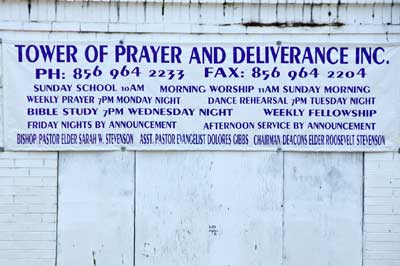 TOWER OF PRAYER AND DELIVERANCE INC.
PH: 856 964 2233 FAX: 856 964 2204
SUNDAY SCHOOL 10AM MORNING WORSHIP 11AM SUNDAY MORNING
WEEKLY PRAYER 7PM MONDAY NIGHT DANCE REHEARSAL 7PM TUESDAY NIGHT
BIBLE STUDY 7PM WEDNESDAY NIGHT WEEKLY FELLOWSHIP
FRIDAY NIGHTS BY ANNOUNCEMENT AFTERNOON SERVICE BY ANNOUNCEMENT
BISHOP: PASTOR ELDER SARAH W. STEVENSON ASST. PASTOR EVANGELIST DOLORES GIBBS CHAIRMAN DEACONS ELDER ROOSEVELT STEVENSON